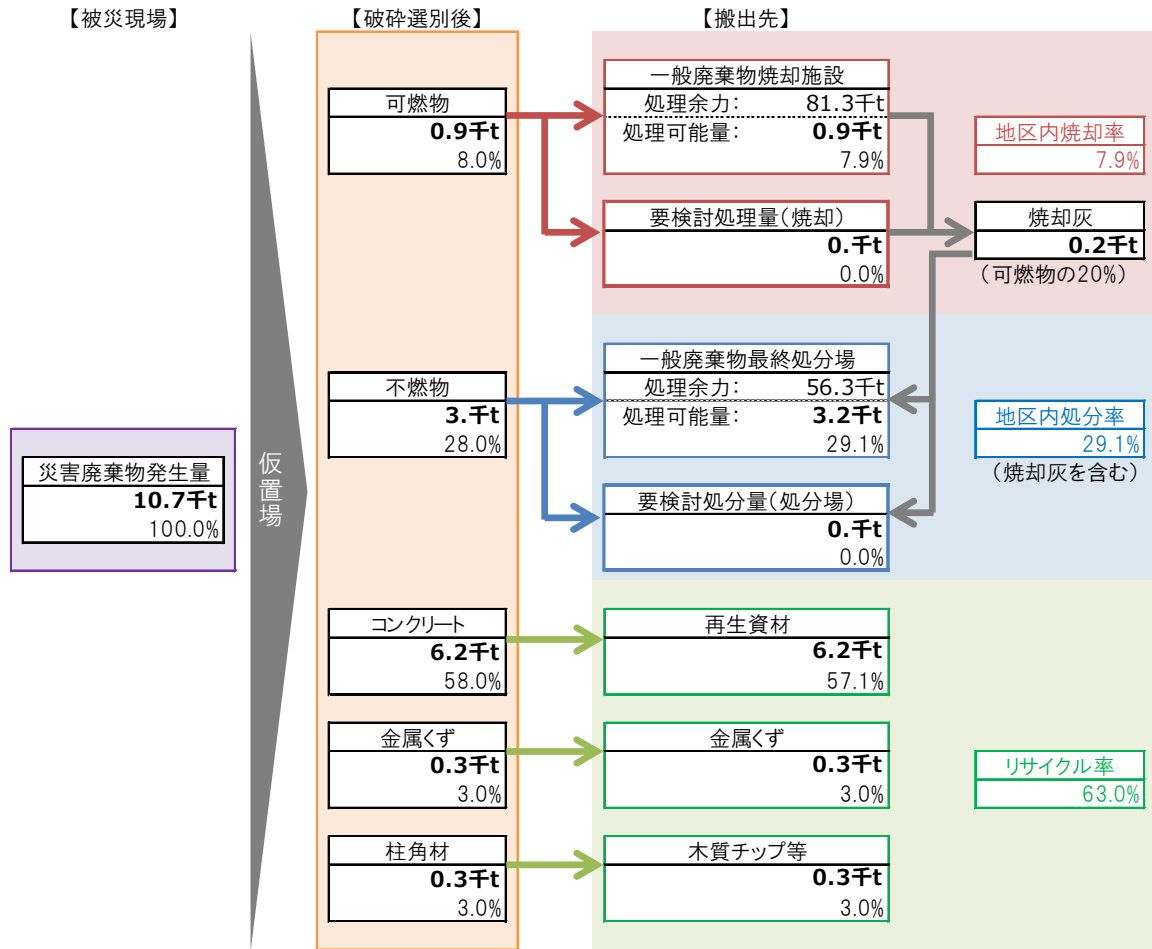 【被災現場】
【破砕選別後】
【搬出先】
災害廃棄物発生量
10.7千t
100.0%
仮置場
可燃物
0.9千t
8.0%
不燃物
3.千t
28.0%
コンクリート
6.2千t
58.0%
金属くず
0.3千t
3.0%
柱角材
0.3千t
3.0%
一般廃棄物焼却施設
処理余力： 81.3千t
処理可能量： 0.9千t
7.9%
要検討処理量（焼却）
0.千t
0.0%
地区内焼却率
7.9%
焼却灰
0.2千t
（可燃物の20%）
一般廃棄物最終処分場
処理余力： 56.3千t
処理可能量： 3.2千t
29.1%
要検討処分量（処分場）
0.千t
0.0%
地区内処分率
29.1%
（焼却灰を含む）
再生資材
6.2千t
57.1%
金属くず
0.3千t
3.0%
木質チップ等
0.3千t
3.0%
リサイクル率
63.0%